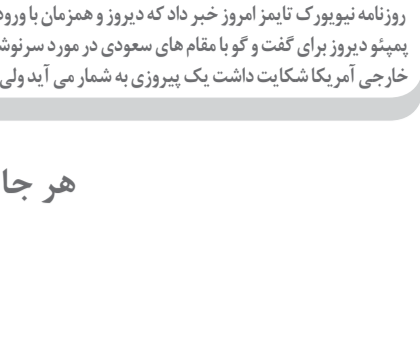 روزنامه نیویورک تایمز امروز خبر داد که دیروز و همزمان با ورود
پمپئو دیروز برای گفت و گو با مقام های سعودی در مورد سرنوش
خارجی آمریکا شکایت داشت یک پیروزی به شمار می آید ولی
هر جا